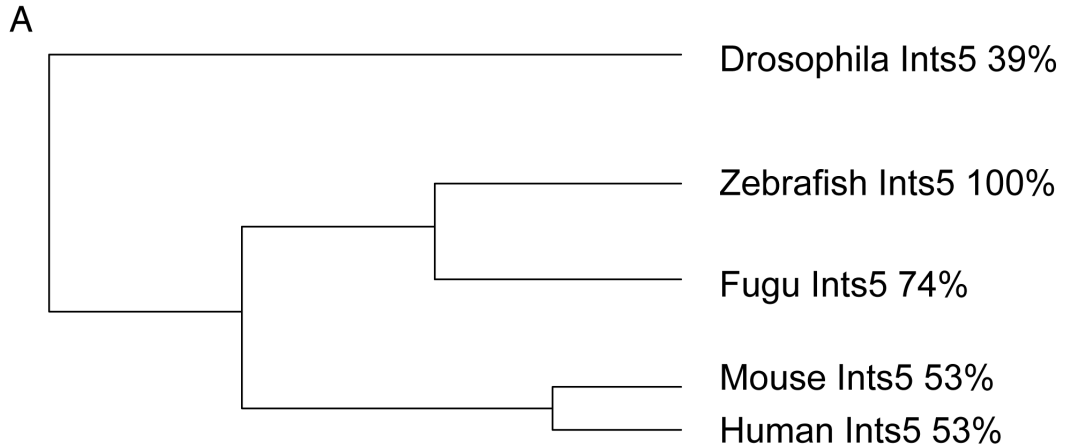 A
Drosophila Ints5 39%
Zebrafish Ints5 100%
Fugu Ints5 74%
Mouse Ints5 53%
Human Ints5 53%